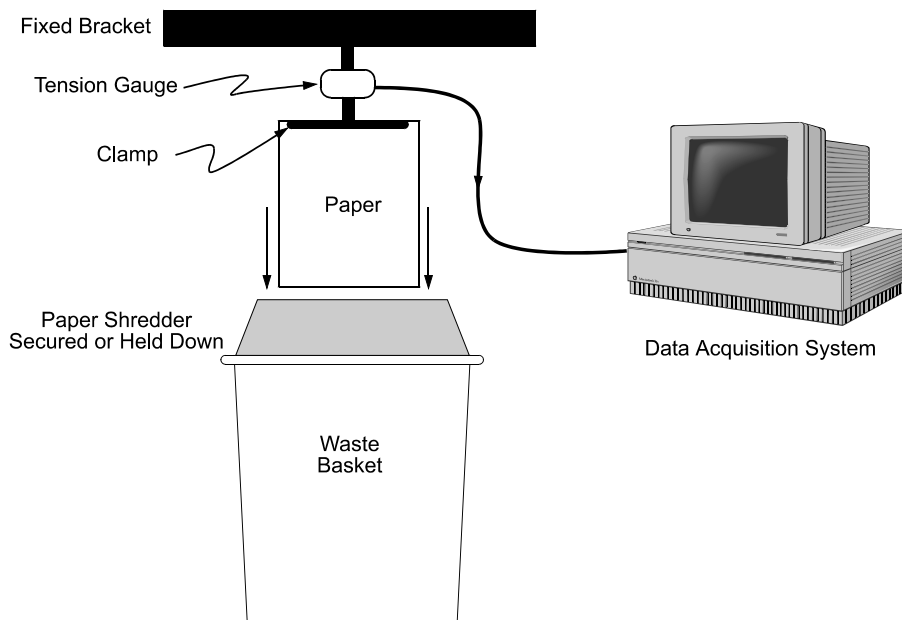 Fixed Bracket
Tension Gauge
Clamp
Paper
Paper Shredder
Secured or Held Down
Data Acquisition System
Waste
Basket